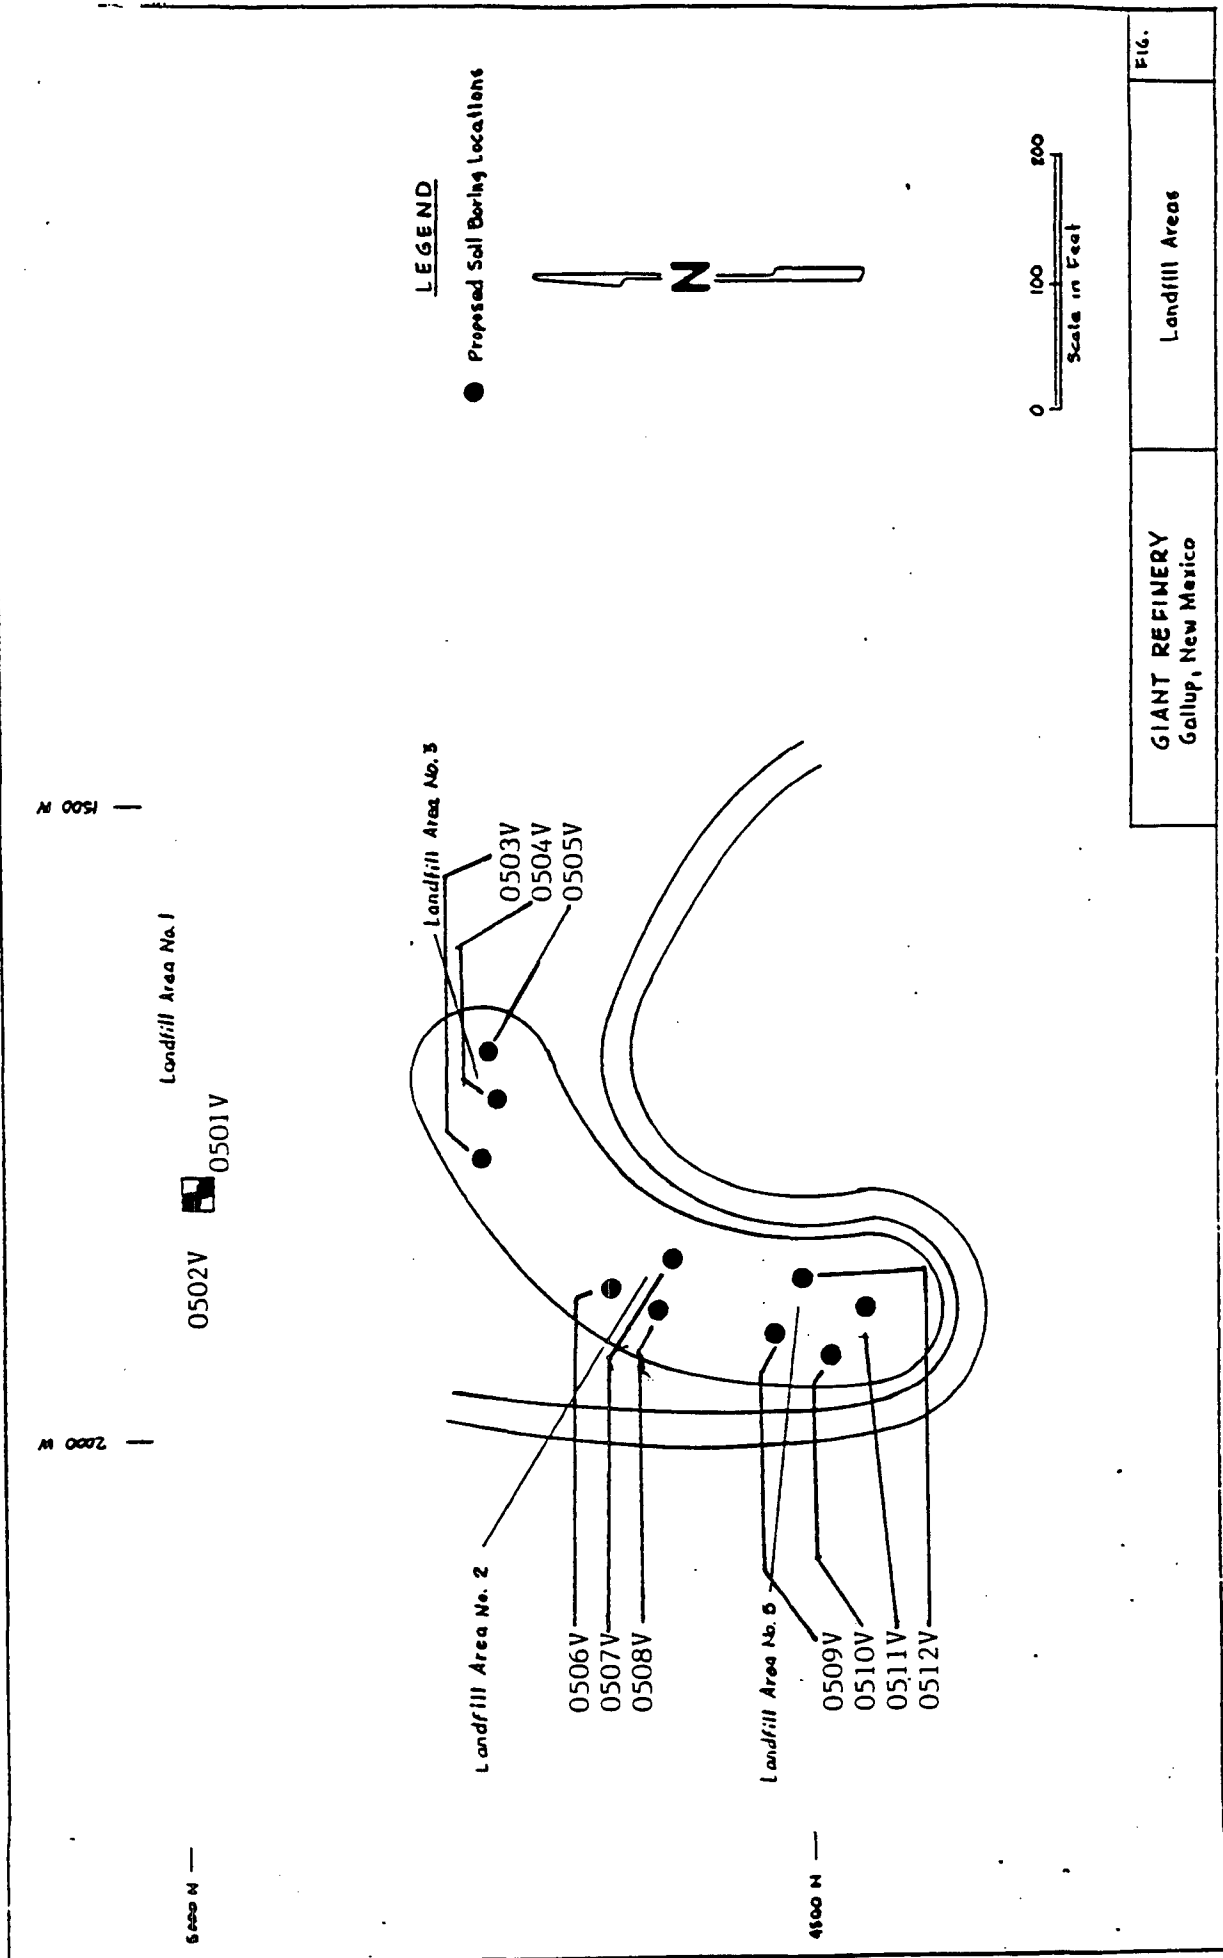 5000 N
4500 N
2000 W
1500 W
Landfill Area No.1
0502V
0501V
Landfill Area No.3
0503V
0504V
0505V
Landfill Area No. 2
0506V
0507V
0508V
Landfill Area No. 5
0509V
0510V
0511V
0512V
LEGEND
Proposed Soil Boring Locations
N
0 100 200
Scale in Feet
GIANT REFINERY
Gallup, New Mexico
Landfill Areas
FIG.